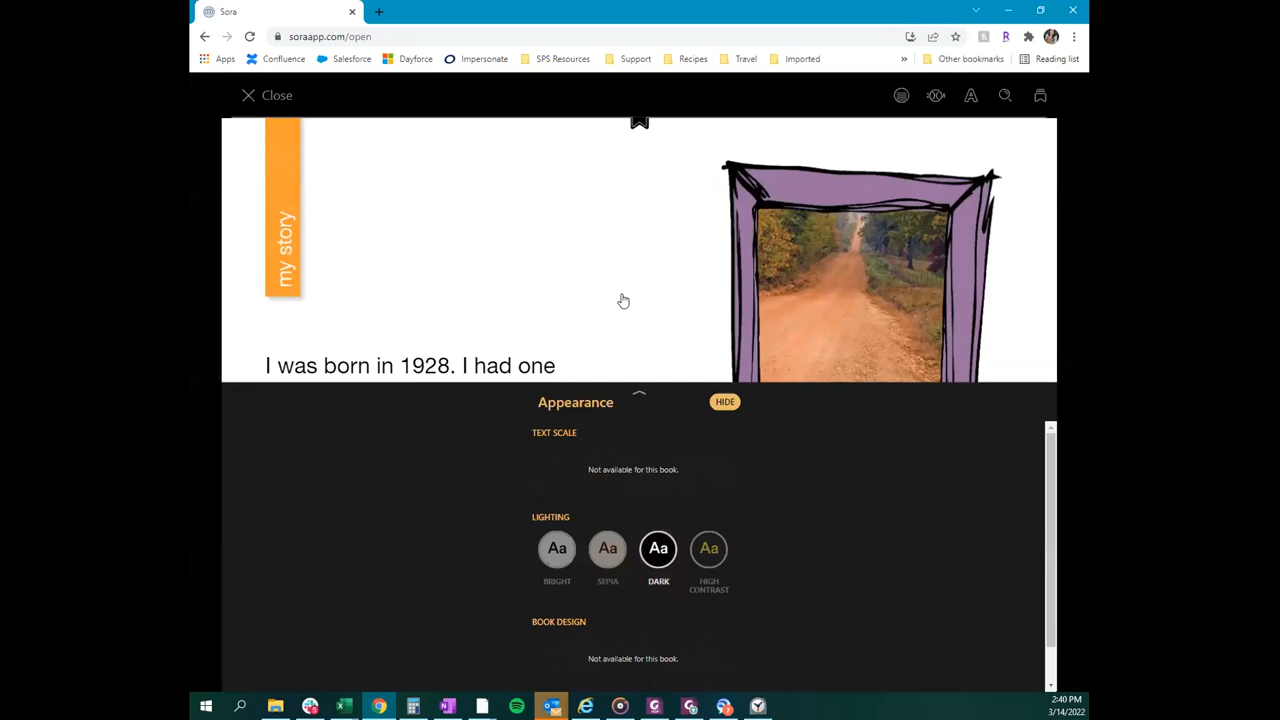 Sora
soraapp.com/open
Apps Confluence Salesforce Dayforce Impersonate SPS Resources Support Recipes Travel Imported » Other bookmarks Reading list
Close
my story
I was born in 1928. I had one
Appearance
HIDE
TEXT SCALE
Not available for this book.
LIGHTING
Aa Aa Aa Aa
BRIGHT SEPIA DARK HIGH CONTRAST
BOOK DESIGN
Not available for this book.
2:40 PM
3/14/2022